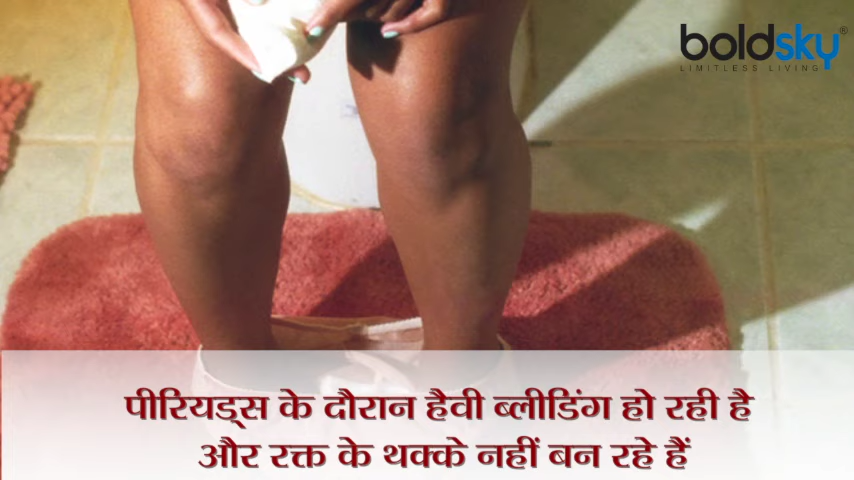 boldsky®
LIMITLESS LIVING
पीरियड्स के दौरान हैवी ब्लीडिंग हो रही है
और रक्त के थक्के नहीं बन रहे हैं